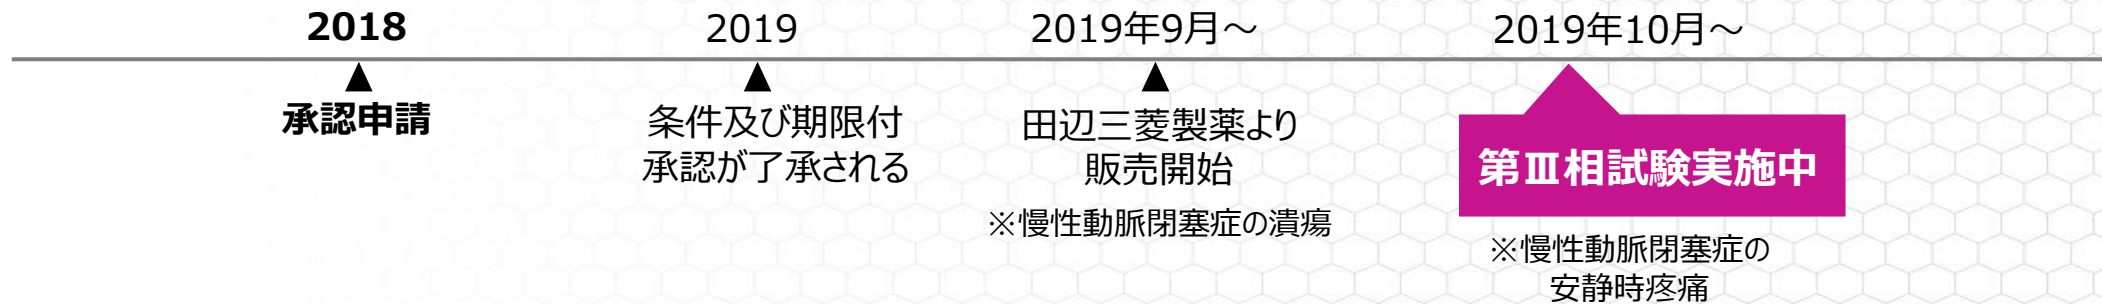 2018
承認申請
2019
条件及び期限付
承認が了承される
2019年9月～
田辺三菱製薬より
販売開始
※慢性動脈閉塞症の潰瘍
2019年10月～
第Ⅲ相試験実施中
※慢性動脈閉塞症の
安静時疼痛